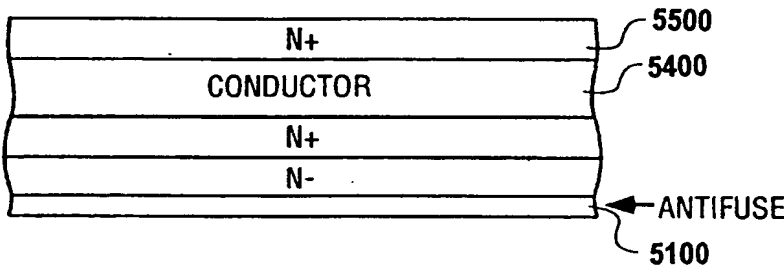 N+
5500
CONDUCTOR
5400
N+
N-
ANTIFUSE
5100